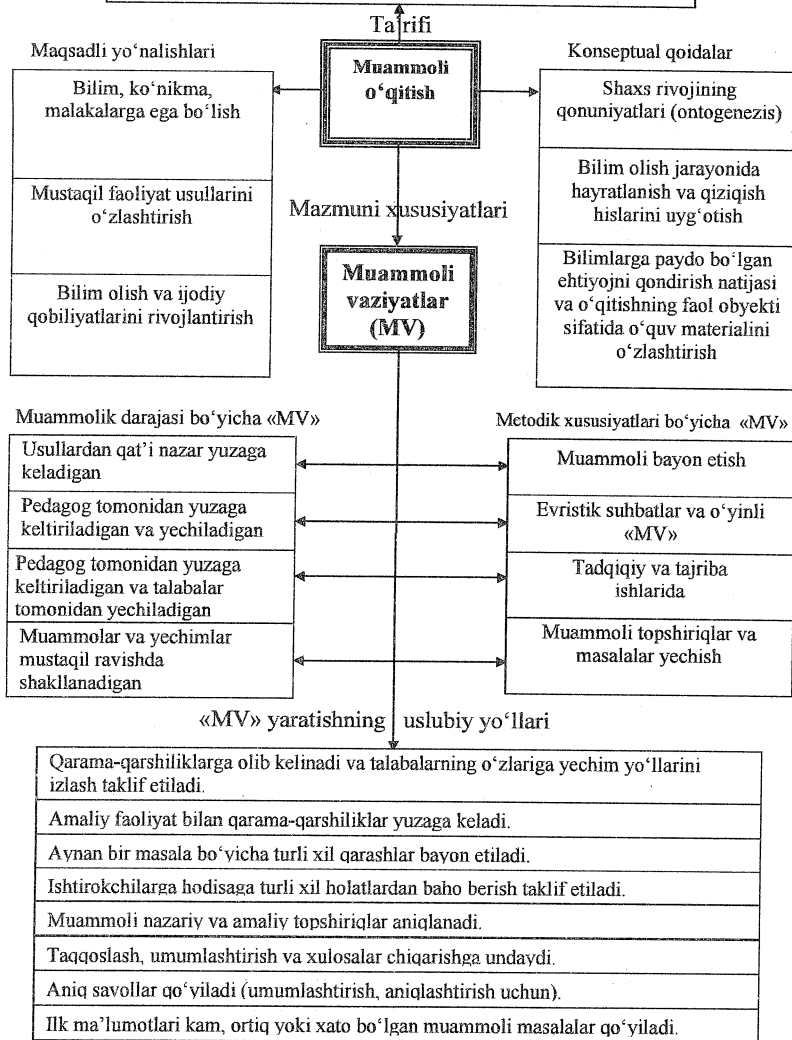 Ta'rifi
Maqsadli yo‘nalishlari
Muammoli
o‘qitish
Konseptual qoidalar
Bilim, ko‘nikma,
malakalarga ega bo‘lish
Mustaqil faoliyat usullarini
o‘zlashtirish
Bilim olish va ijodiy
qobiliyatlarini rivojlantirish
Shaxs rivojining
qonuniyatlari (ontogenezis)
Bilim olish jarayonida
hayratlanish va qiziqish
hislarini uyg‘otish
Bilimlarga paydo bo‘lgan
ehtiyojni qondirish natijasi
va o‘qitishning faol obyekti
sifatida o‘quv materialini
o‘zlashtirish
Mazmuni xususiyatlari
Muammoli
vaziyatlar
(MV)
Muammolik darajasi bo‘yicha «MV»
Usullardan qat’i nazar yuzaga
keladigan
Pedagog tomonidan yuzaga
keltiriladigan va yechiladigan
Pedagog tomonidan yuzaga
keltiriladigan va talabalar
tomonidan yechiladigan
Muammolar va yechimlar
mustaqil ravishda
shakllanadigan
Metodik xususiyatlari bo‘yicha «MV»
Muammoli bayon etish
Evristik suhbatlar va o‘yinli
«MV»
Tadqiqiy va tajriba
ishlarida
Muammoli topshiriqlar va
masalalar yechish
«MV» yaratishning uslubiy yo‘llari
Qarama-qarshiliklarga olib kelinadi va talabalarning o‘zlariga yechim yo‘llarini
izlash taklif etiladi.
Amaliy faoliyat bilan qarama-qarshiliklar yuzaga keladi.
Aynan bir masala bo‘yicha turli xil qarashlar bayon etiladi.
Ishtirokchilarga hodisaga turli xil holatlardan baho berish taklif etiladi.
Muammoli nazariy va amaliy topshiriqlar aniqlanadi.
Taqqoslash, umumlashtirish va xulosalar chiqarishga undaydi.
Aniq savollar qo‘yiladi (umumlashtirish, aniqlashtirish uchun).
Ilk ma’lumotlari kam, ortiq yoki xato bo‘lgan muammoli masalalar qo‘yiladi.